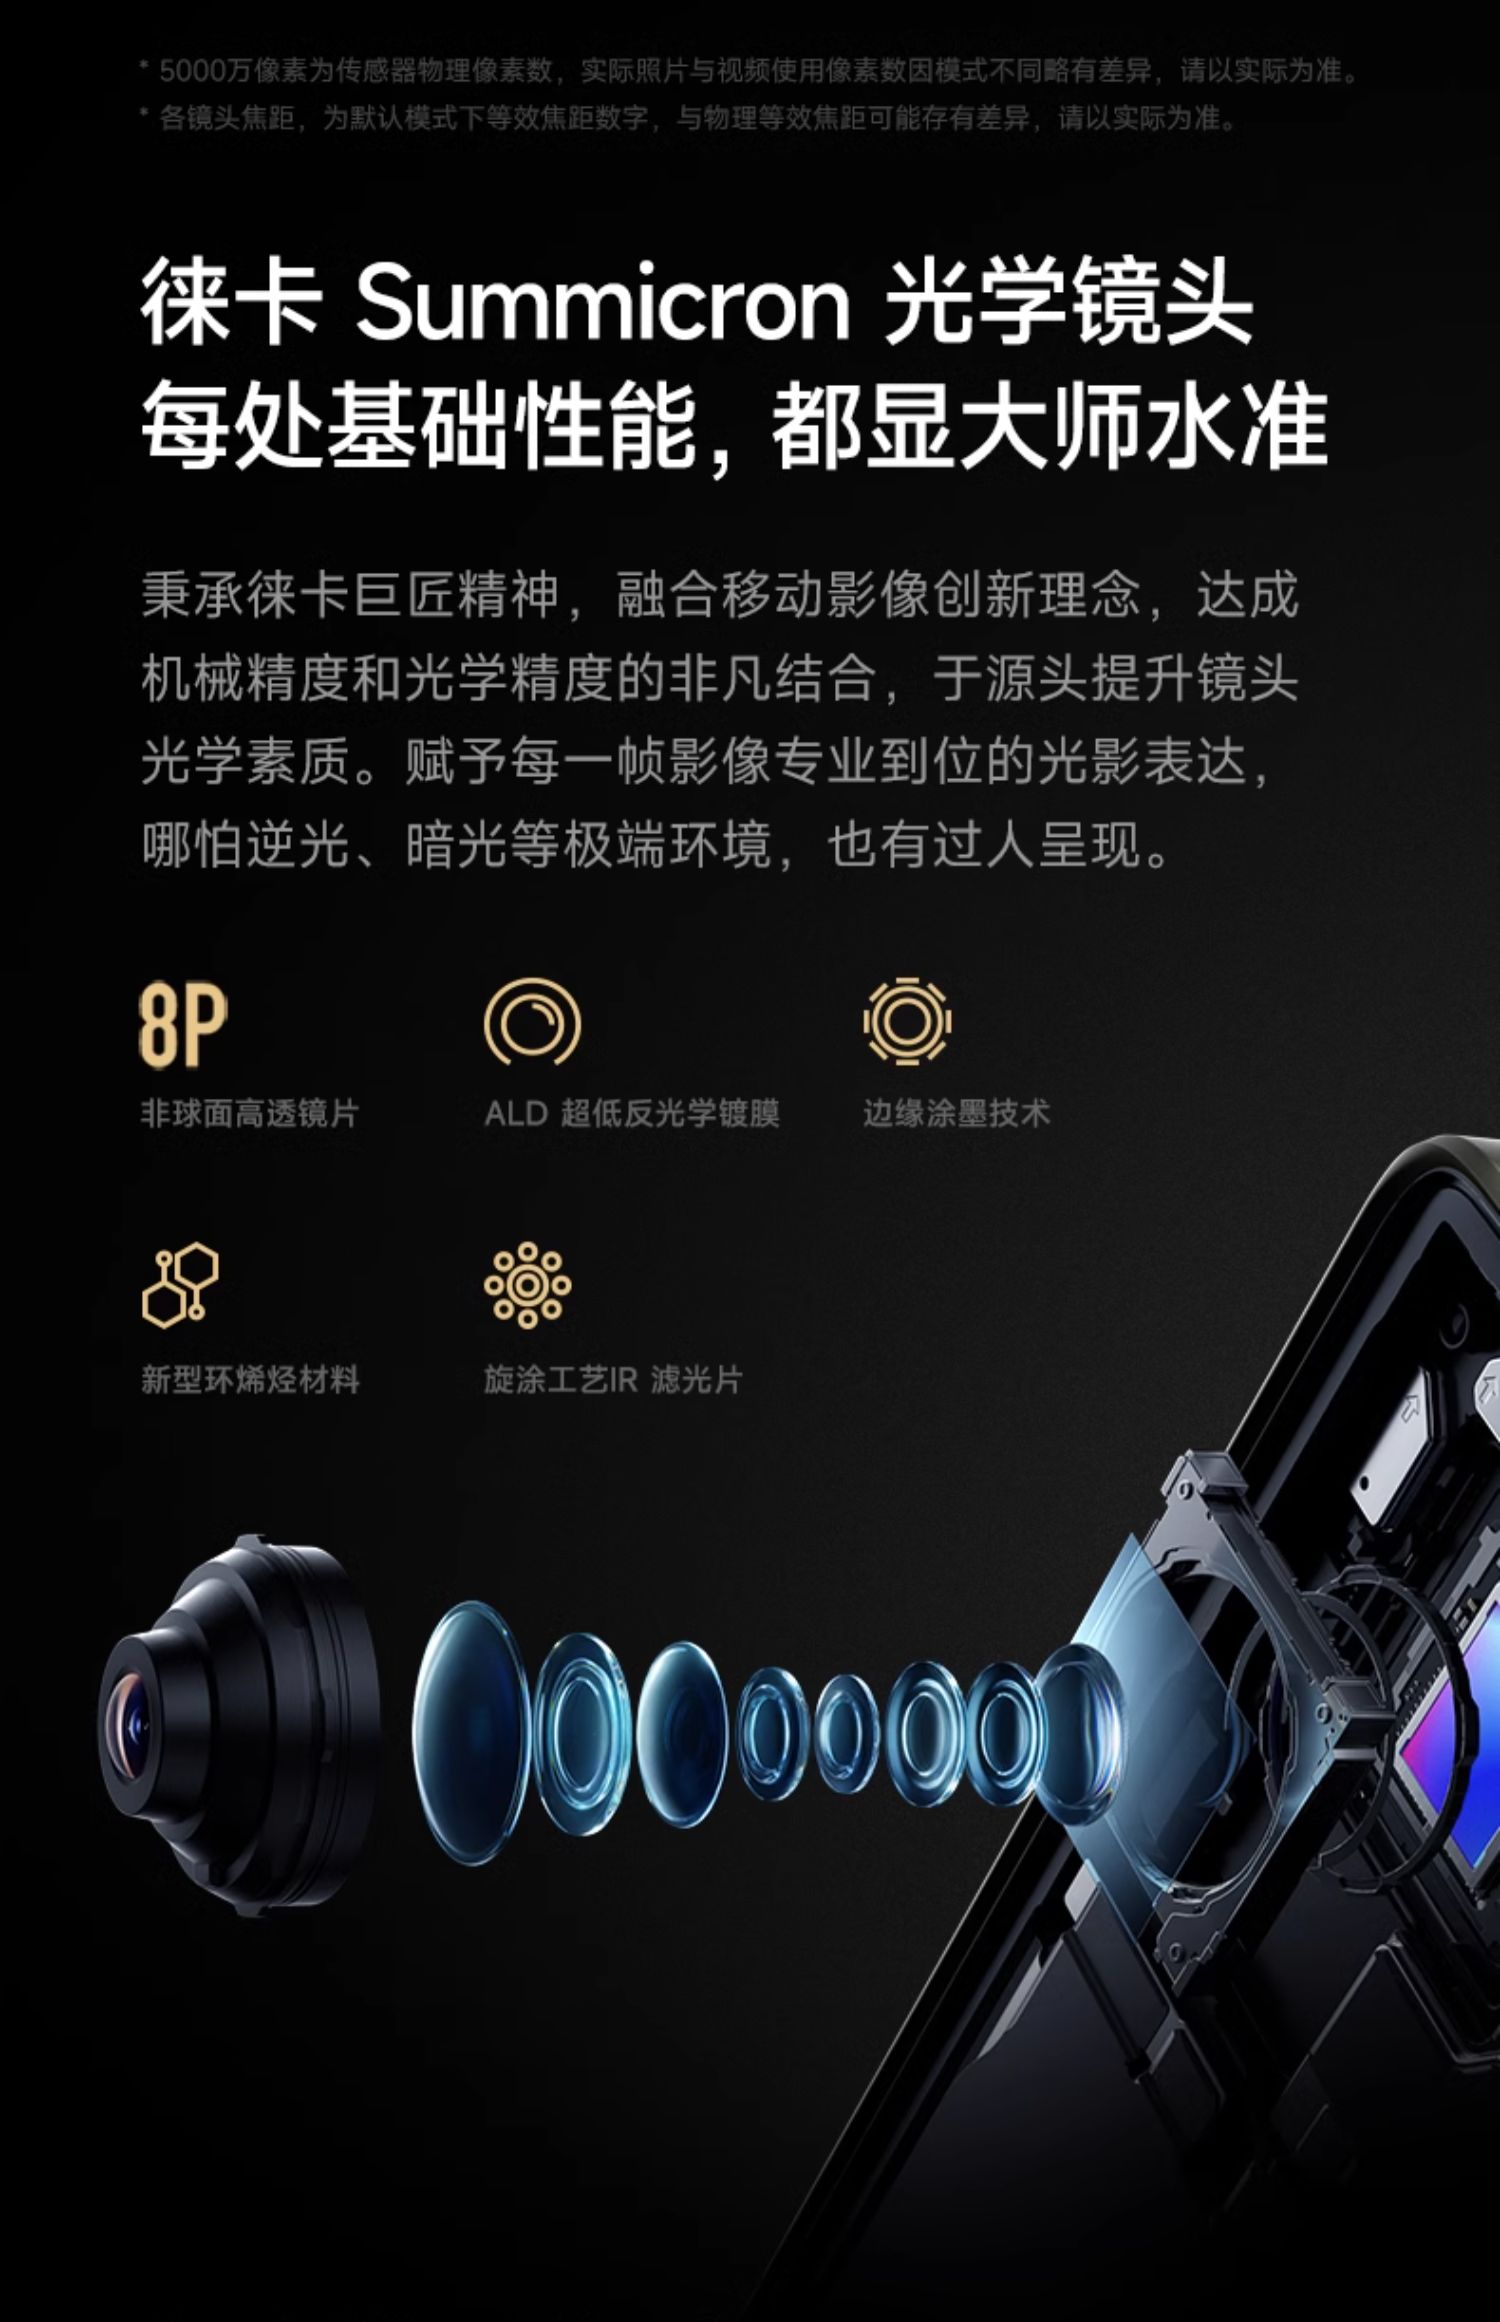 * 5000万像素为传感器物理像素数，实际照片与视频使用像素数因模式不同略有差异，请以实际为准。
* 各镜头焦距，为默认模式下等效焦距数字，与物理等效焦距可能存有差异，请以实际为准。
徕卡 Summicron 光学镜头
每处基础性能，都显大师水准
秉承徕卡巨匠精神，融合移动影像创新理念，达成
机械精度和光学精度的非凡结合，于源头提升镜头
光学素质。赋予每一帧影像专业到位的光影表达，
哪怕逆光、暗光等极端环境，也有过人呈现。
8P
非球面高透镜片
ALD 超低反光学镀膜
边缘涂墨技术
新型环烯烃材料
旋涂工艺IR 滤光片